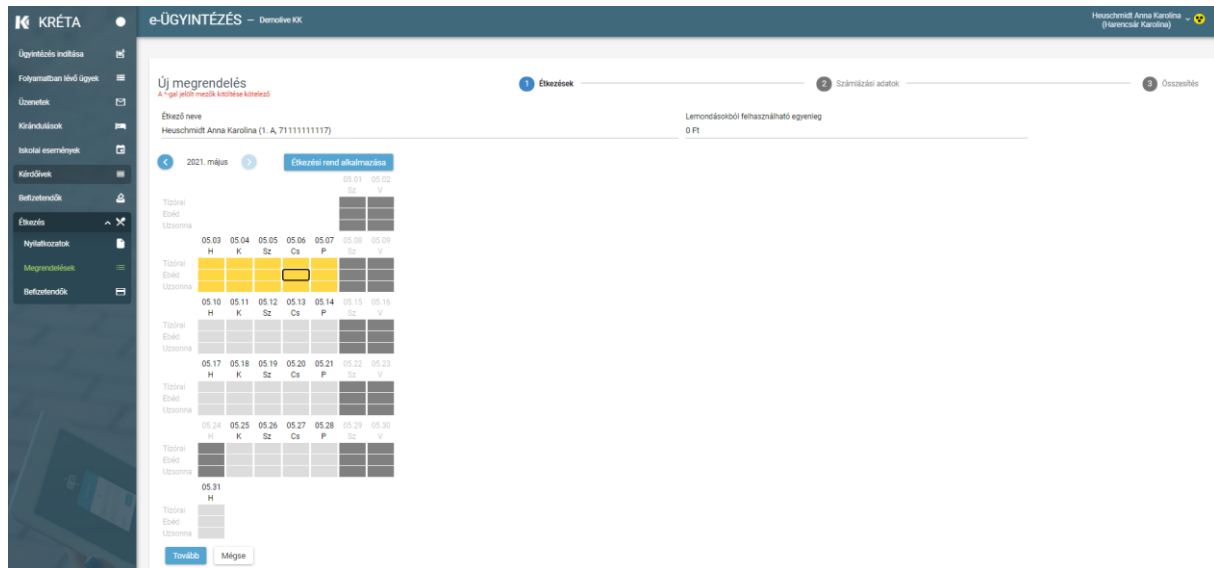 KRÉTA
e-ÜGYINTÉZÉS – Demolive KK
Heuschmidt Anna Karolina
(Harencsár Karolina)
Ügyintézés indítása
Folyamatban lévő ügyek
Üzenetek
Kirándulások
Iskolai események
Kérdőívek
Befizetendők
Étkezés
Nyilatkozatok
Megrendelések
Befizetendők
Új megrendelés
A *-gal jelölt mezők kitöltése kötelező
1 Étkezések
2 Számlázási adatok
3 Összesítés
Étkező neve
Heuschmidt Anna Karolina (1. A, 71111111117)
Lemondásokból felhasználható egyenleg
0 Ft
2021. május
Étkezési rend alkalmazása
05.01 05.02
Sz V
Tízórai
Ebéd
Uzsonna
05.03 05.04 05.05 05.06 05.07 05.08 05.09
H K Sz Cs P Sz V
Tízórai
Ebéd
Uzsonna
05.10 05.11 05.12 05.13 05.14 05.15 05.16
H K Sz Cs P Sz V
Tízórai
Ebéd
Uzsonna
05.17 05.18 05.19 05.20 05.21 05.22 05.23
H K Sz Cs P Sz V
Tízórai
Ebéd
Uzsonna
05.24 05.25 05.26 05.27 05.28 05.29 05.30
H K Sz Cs P Sz V
Tízórai
Ebéd
Uzsonna
05.31
H
Tízórai
Ebéd
Uzsonna
Tovább
Mégse